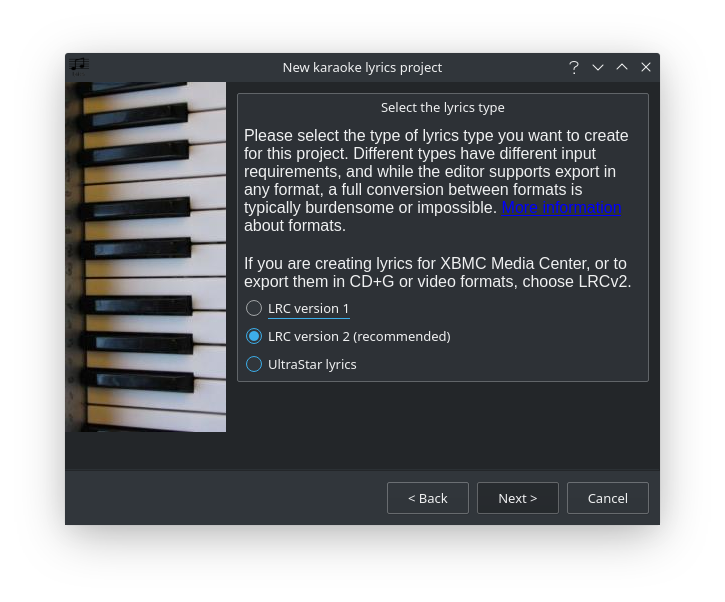 New karaoke lyrics project
Select the lyrics type
Please select the type of lyrics type you want to create
for this project. Different types have different input
requirements, and while the editor supports export in
any format, a full conversion between formats is
typically burdensome or impossible. More information
about formats.
If you are creating lyrics for XBMC Media Center, or to
export them in CD+G or video formats, choose LRCv2.
LRC version 1
LRC version 2 (recommended)
UltraStar lyrics
< Back
Next >
Cancel